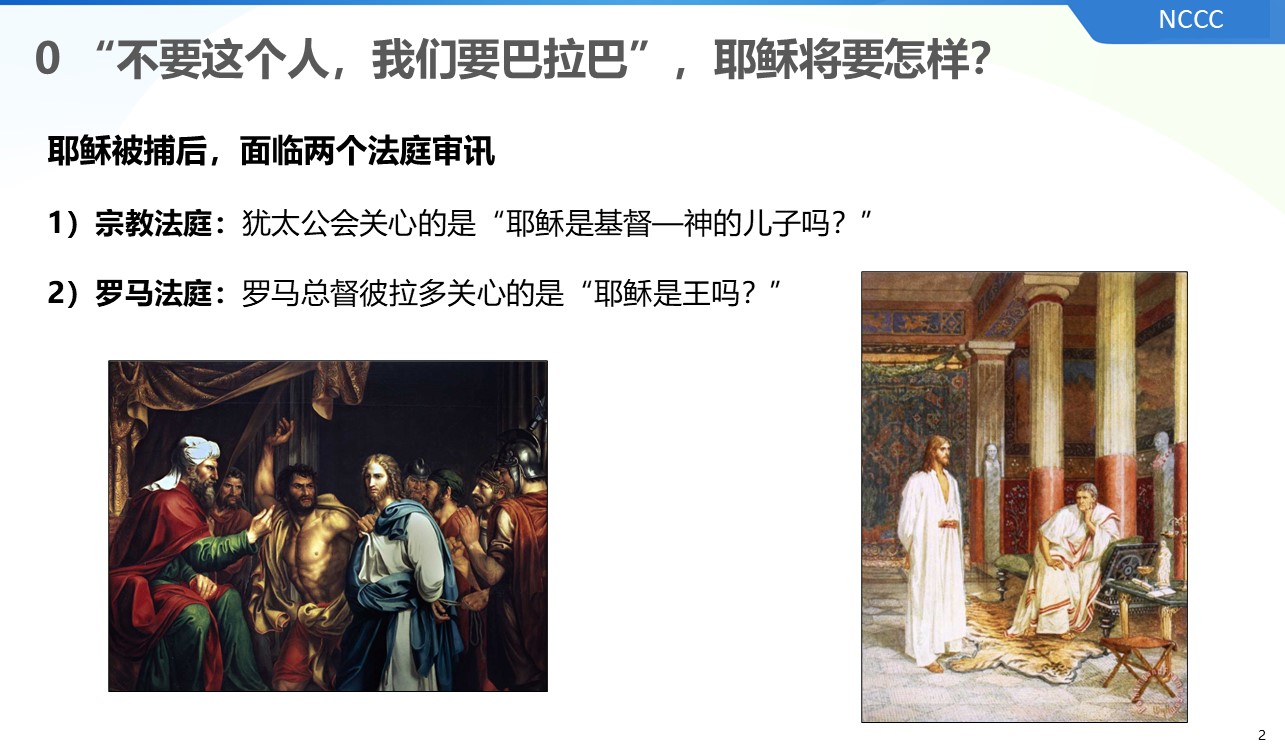 NCCC
0 “不要这个人，我们要巴拉巴”，耶稣将要怎样？
耶稣被捕后，面临两个法庭审讯
1）宗教法庭：犹太公会关心的是“耶稣是基督—神的儿子吗？”
2）罗马法庭：罗马总督彼拉多关心的是“耶稣是王吗？”
2